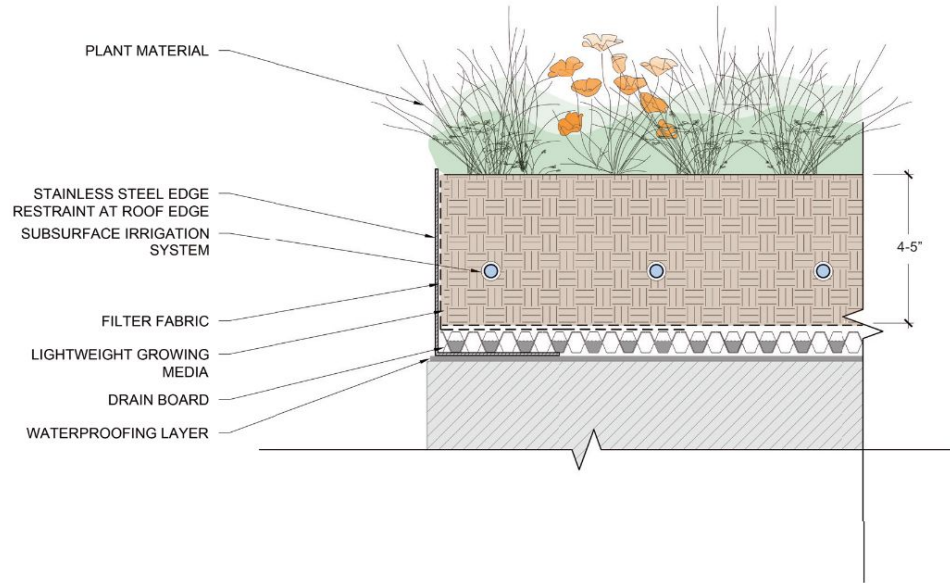 PLANT MATERIAL
STAINLESS STEEL EDGE
RESTRAINT AT ROOF EDGE
SUBSURFACE IRRIGATION
SYSTEM
4-5"
FILTER FABRIC
LIGHTWEIGHT GROWING
MEDIA
DRAIN BOARD
WATERPROOFING LAYER